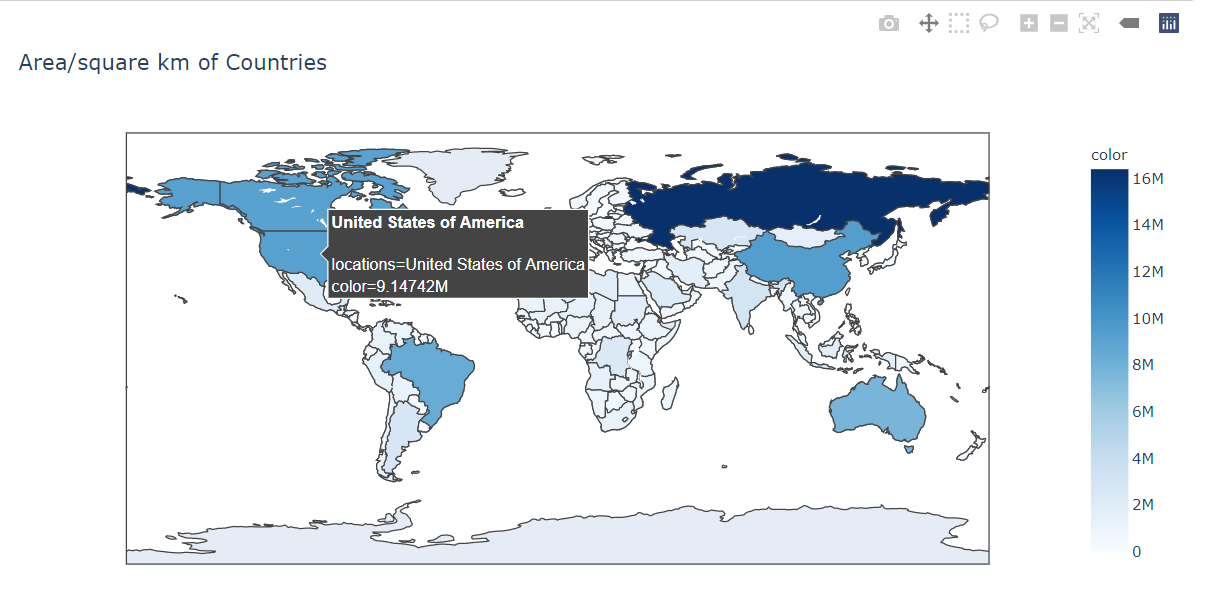 Area/square km of Countries
United States of America
locations=United States of America
color=9.14742M
color
16M
14M
12M
10M
8M
6M
4M
2M
0